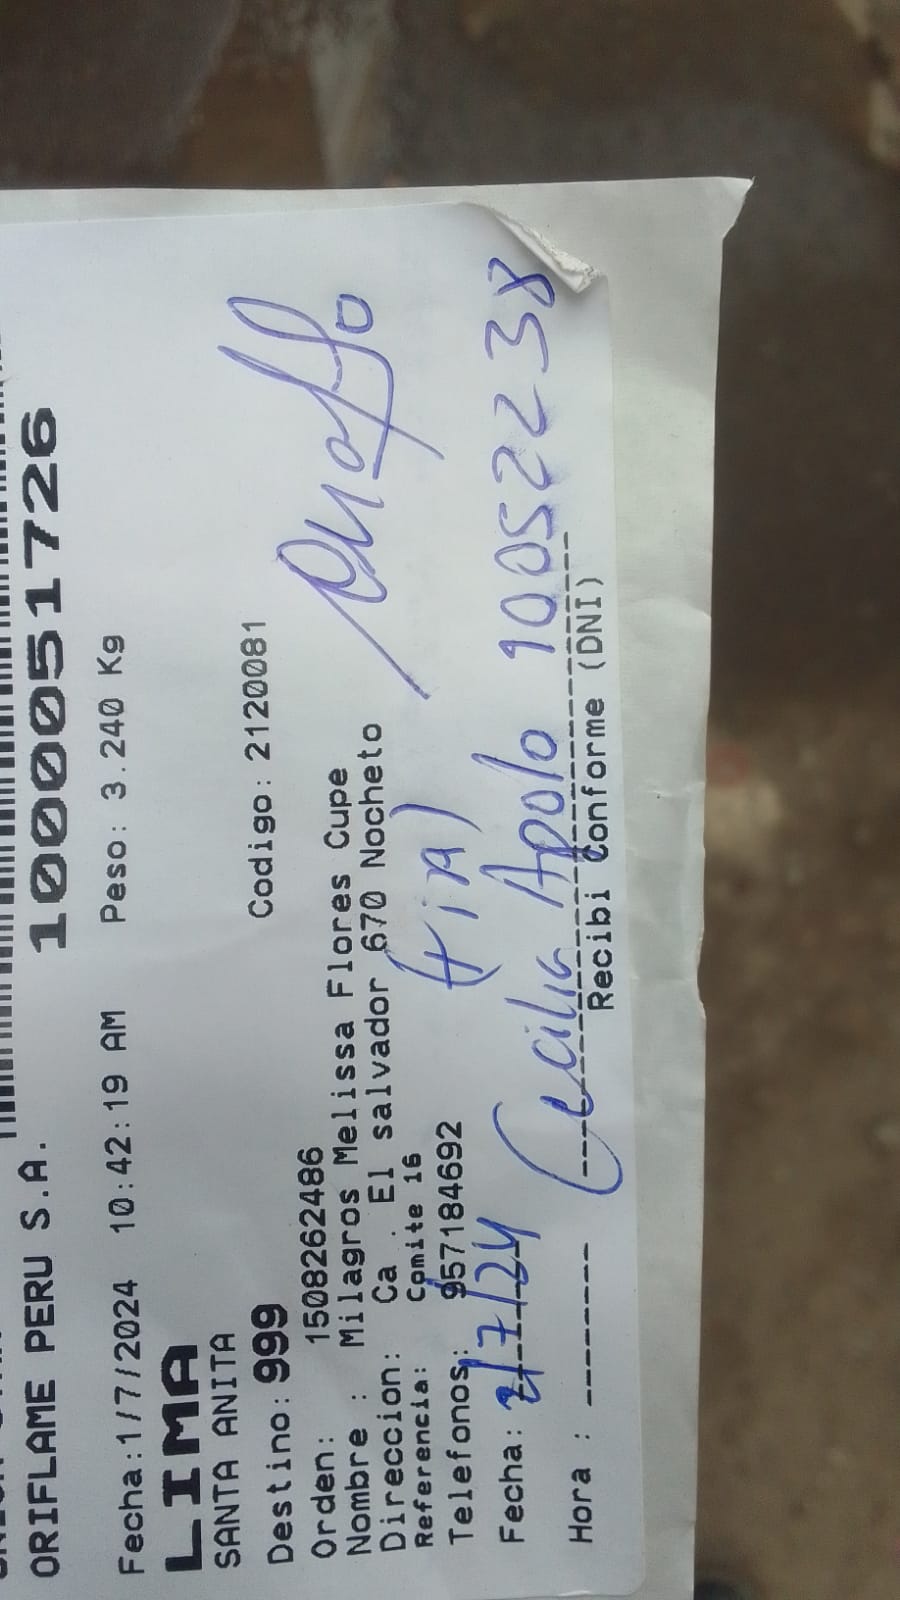 ORIFLAME PERU S.A. 10000051726
Fecha:1/7/2024 10:42:19 AM Peso: 3.240 Kg
LIMA
SANTA ANITA
Destino: 999 Codigo: 2120081
Orden: 1508262486
Nombre : Milagros Melissa Flores Cupe
Direccion: Ca. El salvador 670 Nocheto
Referencia: Comite 16
(tia)
Telefonos: 957184692
Fecha: 2/7/24 Cecilia Apolo 10052238
Hora : --------
Recibi Conforme (DNI)